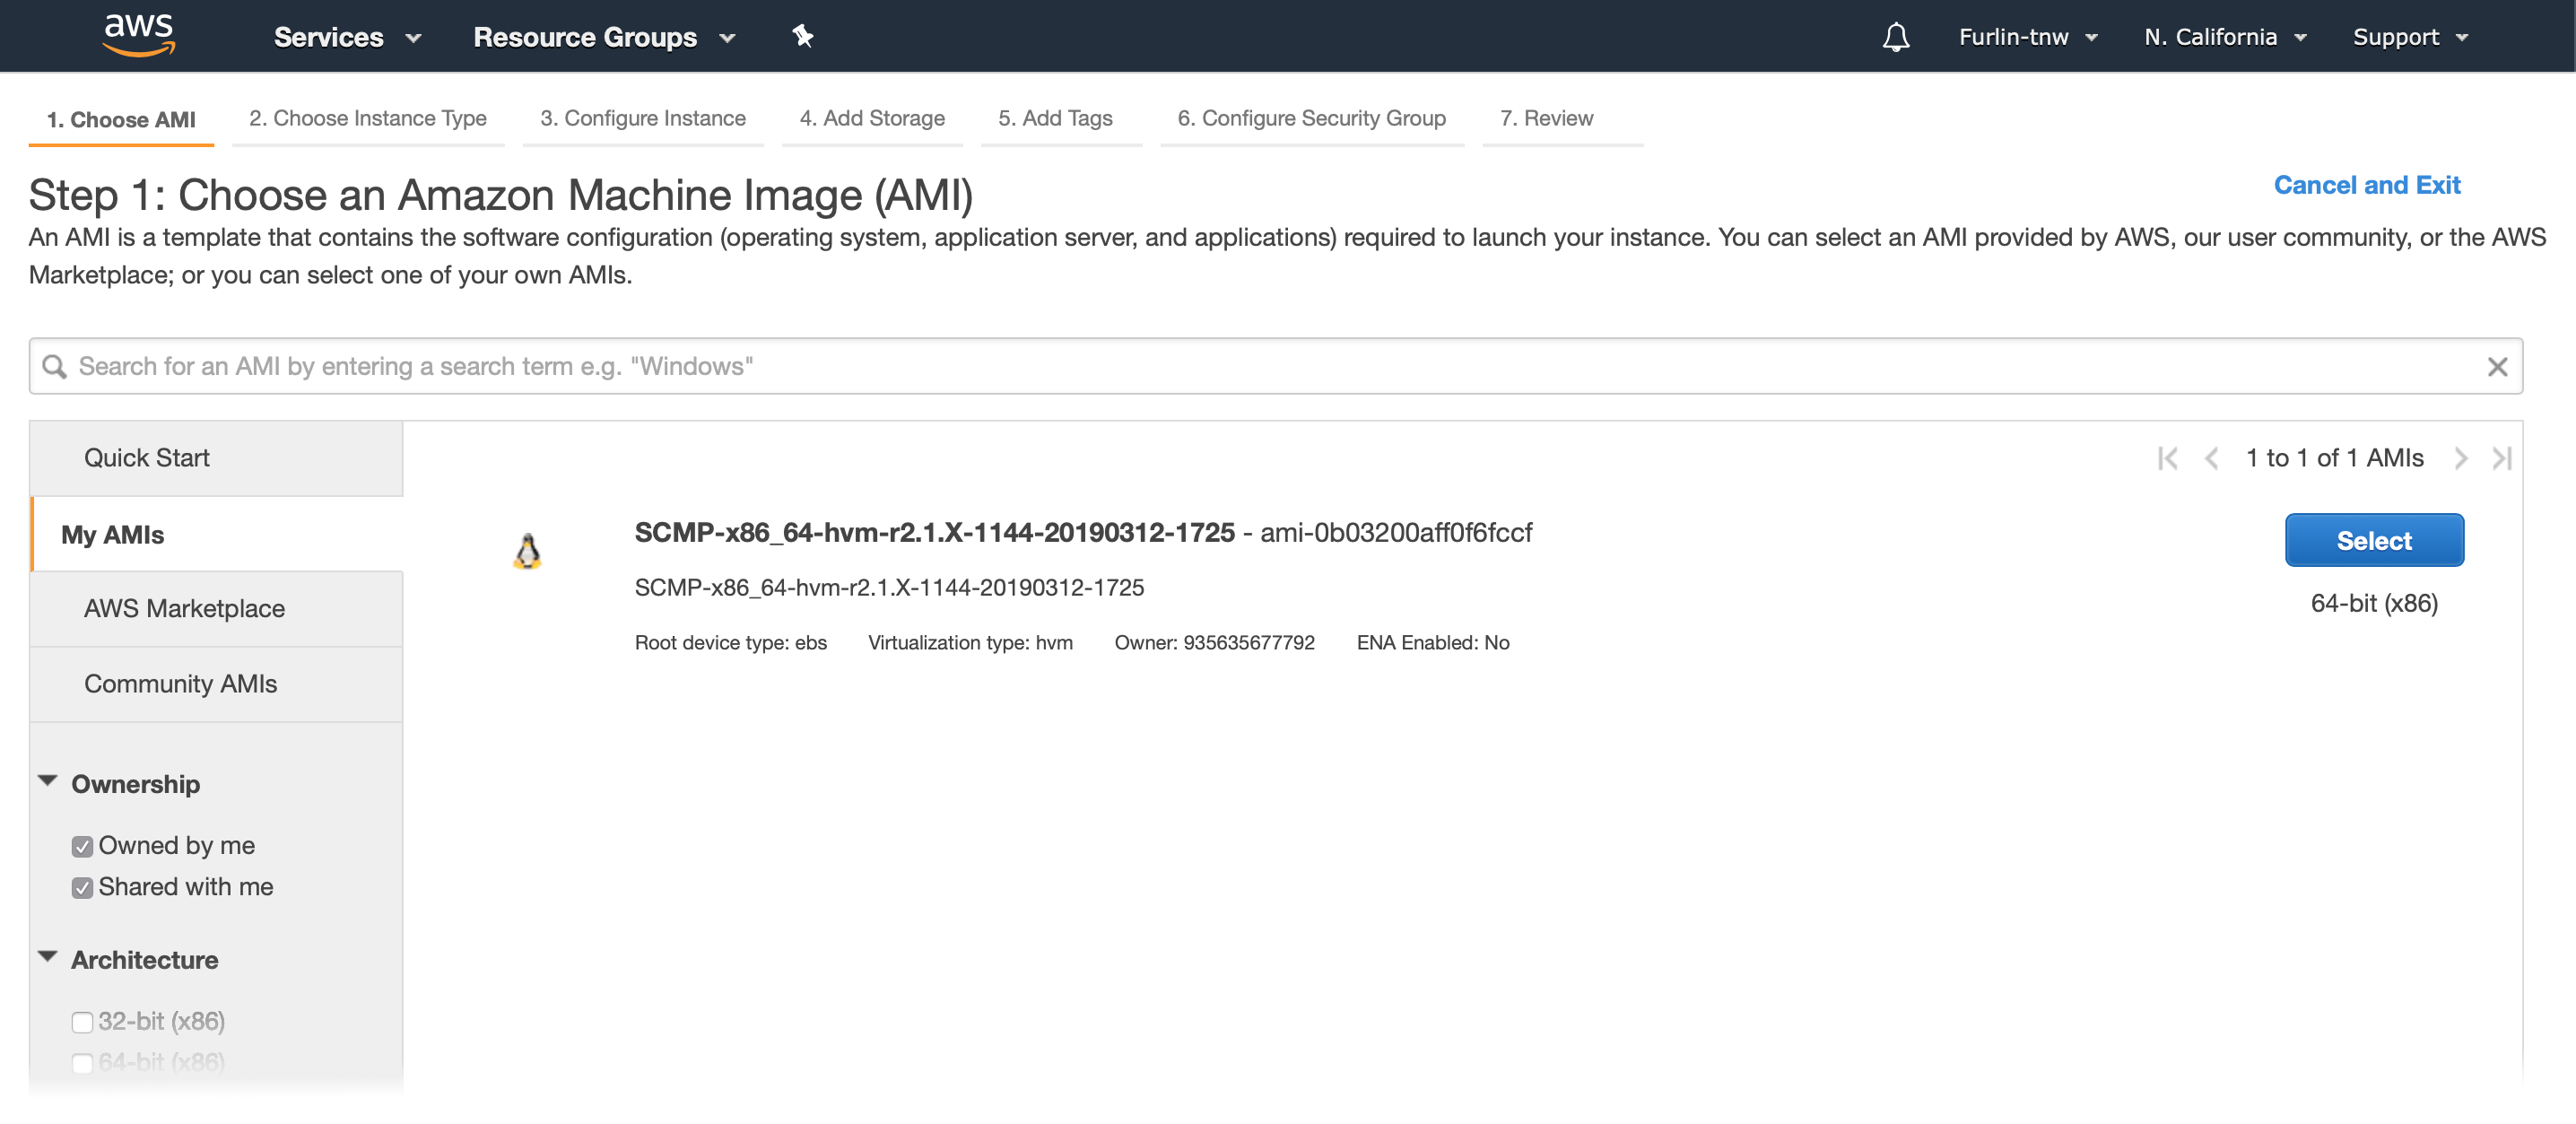 aws Services Resource Groups Furlin-tnw N. California Support
1. Choose AMI 2. Choose Instance Type 3. Configure Instance 4. Add Storage 5. Add Tags 6. Configure Security Group 7. Review
Step 1: Choose an Amazon Machine Image (AMI)
Cancel and Exit
An AMI is a template that contains the software configuration (operating system, application server, and applications) required to launch your instance. You can select an AMI provided by AWS, our user community, or the AWS
Marketplace; or you can select one of your own AMIs.
Search for an AMI by entering a search term e.g. "Windows"
Quick Start
My AMIs
AWS Marketplace
Community AMIs
Ownership
Owned by me
Shared with me
Architecture
32-bit (x86)
64-bit (x86)
1 to 1 of 1 AMIs
SCMP-x86_64-hvm-r2.1.X-1144-20190312-1725 - ami-0b03200aff0f6fccf
SCMP-x86_64-hvm-r2.1.X-1144-20190312-1725
Root device type: ebs Virtualization type: hvm Owner: 935635677792 ENA Enabled: No
Select
64-bit (x86)